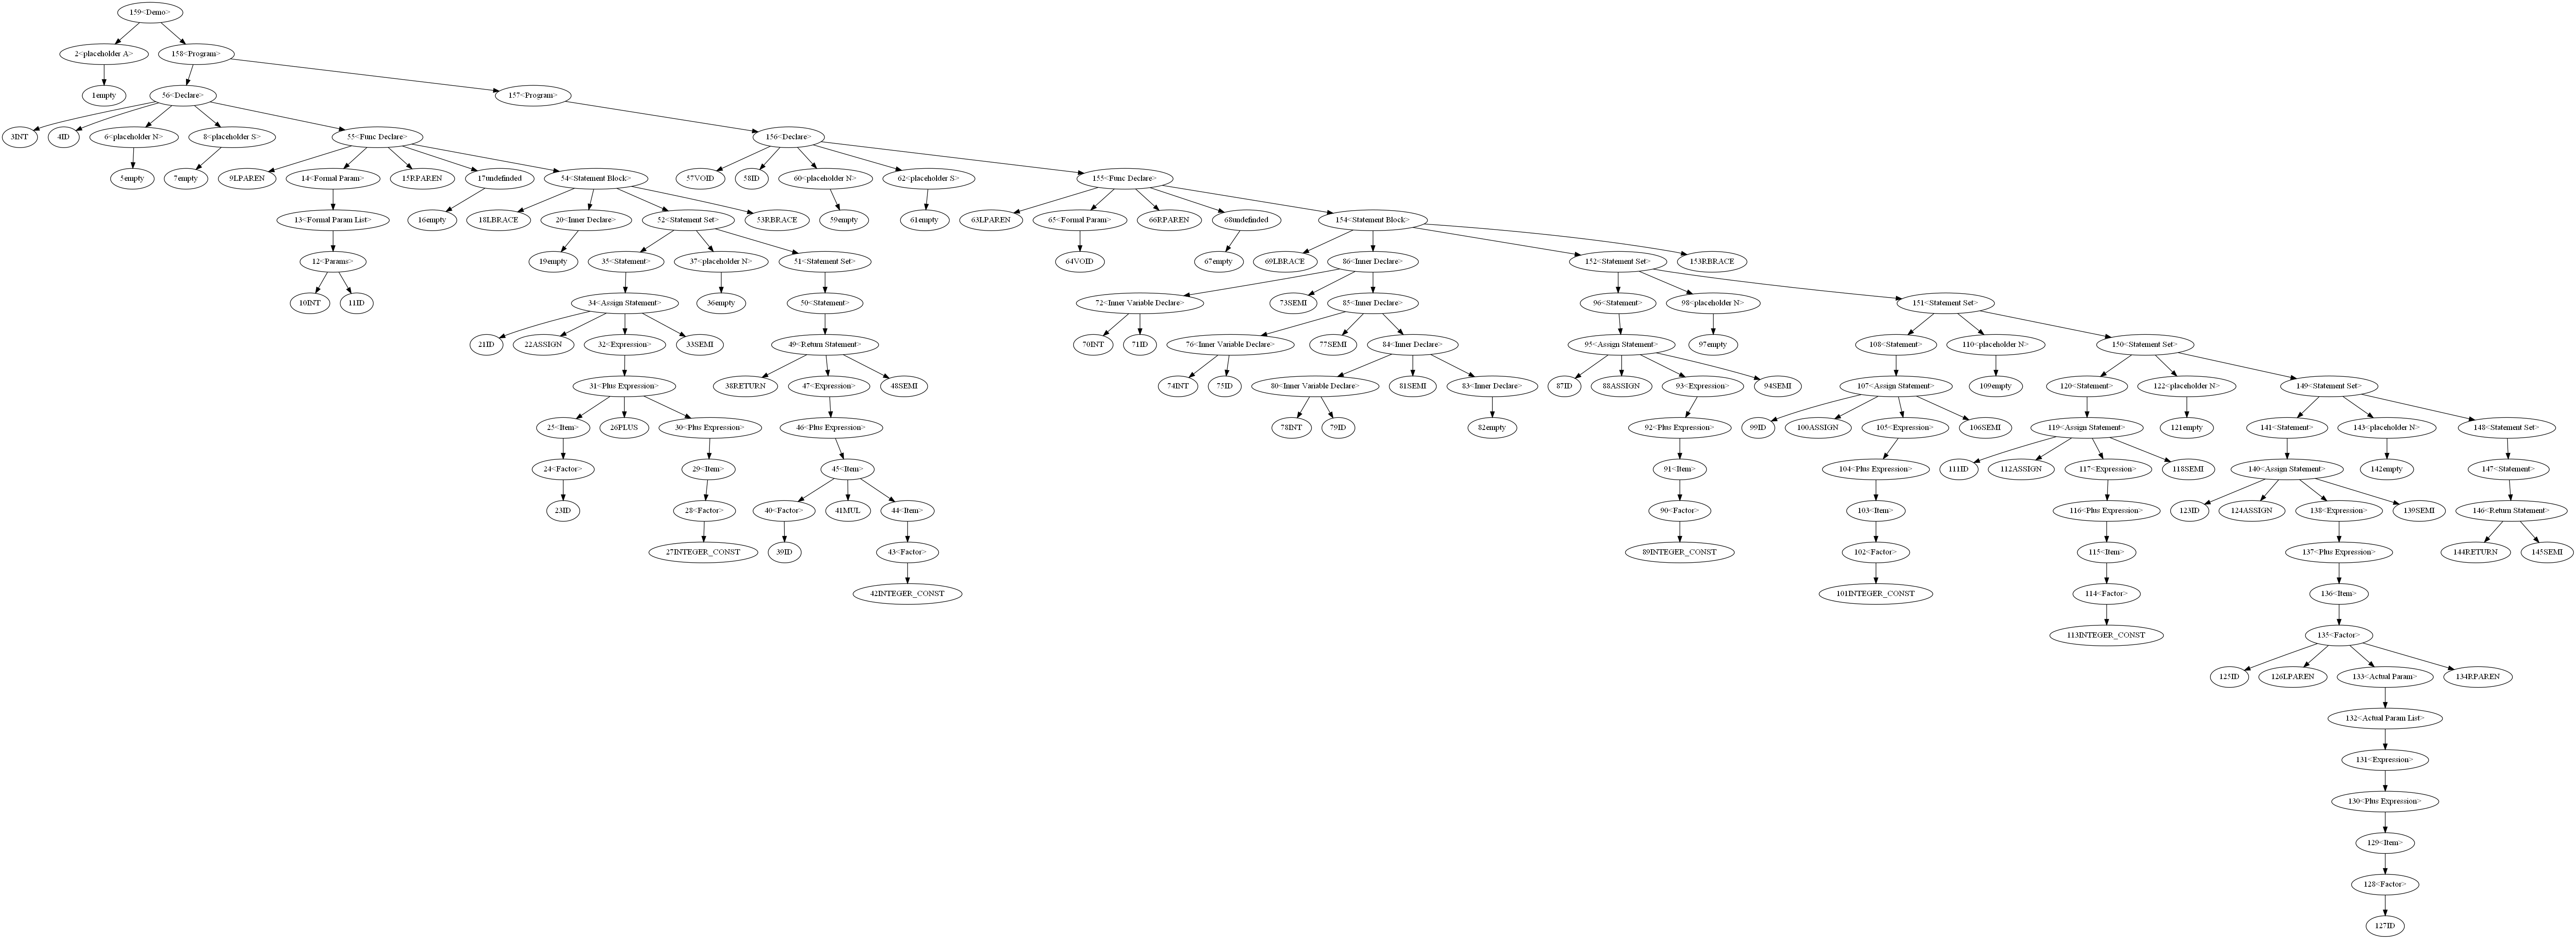 159<Demo>
2<placeholder A> 158<Program>
1empty 56<Declare> 157<Program>
3INT 4ID 6<placeholder N> 8<placeholder S> 55<Func Declare> 156<Declare>
5empty 7empty 9LPAREN 14<Formal Param> 15RPAREN 17undefinded 54<Statement Block> 57VOID 58ID 60<placeholder N> 62<placeholder S> 155<Func Declare>
13<Formal Param List> 16empty 18LBRACE 20<Inner Declare> 52<Statement Set> 53RBRACE 59empty 61empty 63LPAREN 65<Formal Param> 66RPAREN 68undefinded 154<Statement Block>
12<Params> 19empty 35<Statement> 37<placeholder N> 51<Statement Set> 64VOID 67empty 69LBRACE 86<Inner Declare> 152<Statement Set> 153RBRACE
10INT 11ID 34<Assign Statement> 36empty 50<Statement> 72<Inner Variable Declare> 73SEMI 85<Inner Declare> 96<Statement> 98<placeholder N> 151<Statement Set>
21ID 22ASSIGN 32<Expression> 33SEMI 49<Return Statement> 70INT 71ID 76<Inner Variable Declare> 77SEMI 84<Inner Declare> 95<Assign Statement> 97empty 108<Statement> 110<placeholder N> 150<Statement Set>
31<Plus Expression> 38RETURN 47<Expression> 48SEMI 74INT 75ID 80<Inner Variable Declare> 81SEMI 83<Inner Declare> 87ID 88ASSIGN 93<Expression> 94SEMI 107<Assign Statement> 109empty 120<Statement> 122<placeholder N> 149<Statement Set>
25<Item> 26PLUS 30<Plus Expression> 46<Plus Expression> 78INT 79ID 82empty 92<Plus Expression> 99ID 100ASSIGN 105<Expression> 106SEMI 119<Assign Statement> 121empty 141<Statement> 143<placeholder N> 148<Statement Set>
24<Factor> 29<Item> 45<Item> 91<Item> 104<Plus Expression> 111ID 112ASSIGN 117<Expression> 118SEMI 140<Assign Statement> 142empty 147<Statement>
23ID 28<Factor> 40<Factor> 41MUL 44<Item> 90<Factor> 103<Item> 116<Plus Expression> 123ID 124ASSIGN 138<Expression> 139SEMI 146<Return Statement>
27INTEGER_CONST 39ID 43<Factor> 89INTEGER_CONST 102<Factor> 115<Item> 137<Plus Expression> 144RETURN 145SEMI
42INTEGER_CONST 101INTEGER_CONST 114<Factor> 136<Item>
113INTEGER_CONST 135<Factor>
125ID 126LPAREN 133<Actual Param> 134RPAREN
132<Actual Param List>
131<Expression>
130<Plus Expression>
129<Item>
128<Factor>
127ID